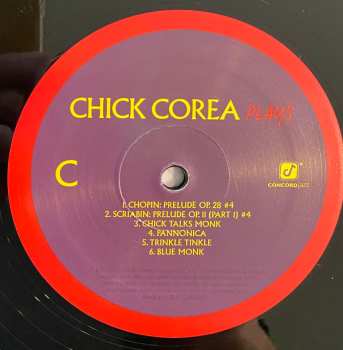 CHICK COREA PLAYS
C
CONCORD JAZZ
1. CHOPIN: PRELUDE OP. 28 #4
2. SCRIABIN: PRELUDE OP. 11 (PART 1) #4
3. CHICK TALKS MONK
4. PANNONICA
5. TRINKLE TINKLE
6. BLUE MONK